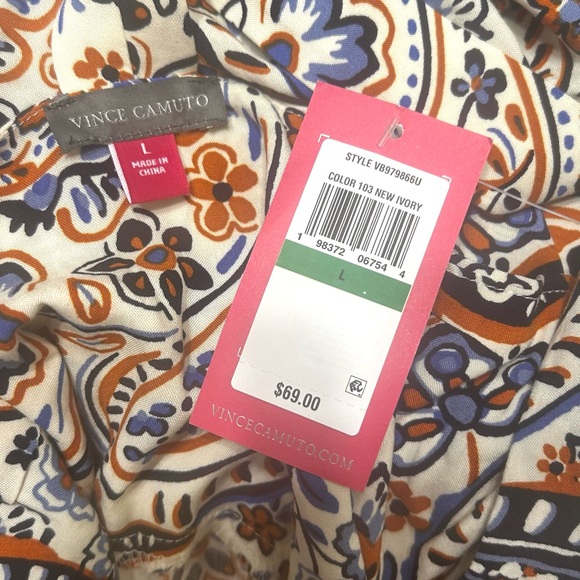 VINCE CAMUTO
L
MADE IN
CHINA
STYLE VB979866U
COLOR 103 NEW IVORY
1 98372 06754 4
L
$69.00
VINCECAMUTO.COM